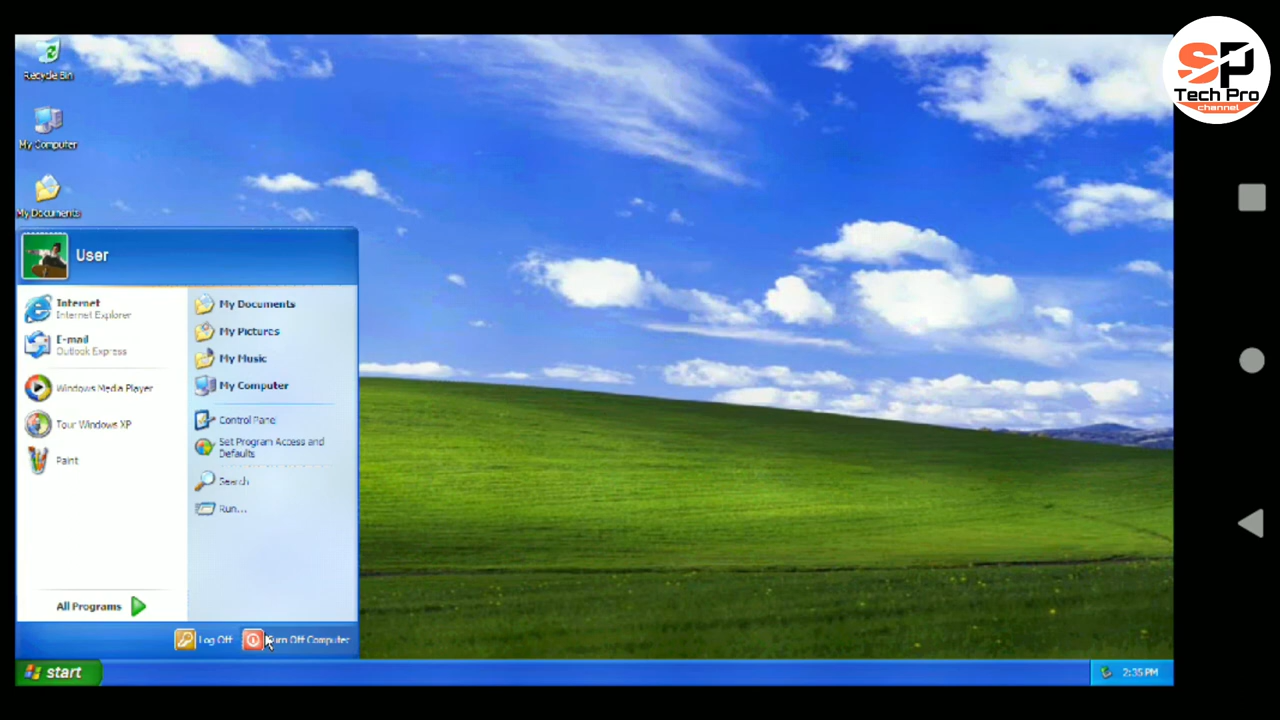 SP
Tech Pro
channel
Recycle Bin
My Computer
My Documents
User
Internet
Internet Explorer
E-mail
Outlook Express
Windows Media Player
Tour Windows XP
Paint
All Programs
My Documents
My Pictures
My Music
My Computer
Control Panel
Set Program Access and
Defaults
Search
Run...
Log Off
Turn Off Computer
start
2:35 PM